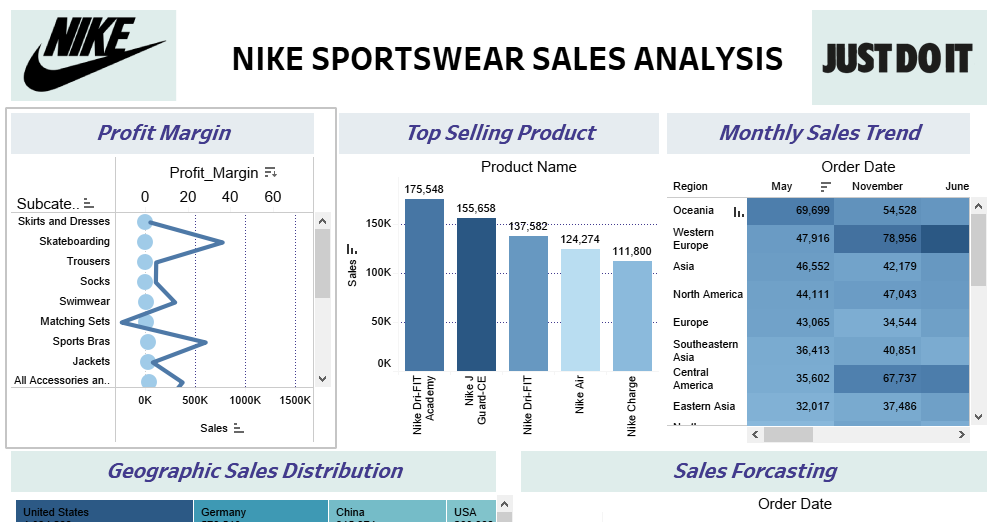 NIKE
NIKE SPORTSWEAR SALES ANALYSIS
JUST DO IT
Profit Margin
Profit_Margin
0 20 40 60
Subcate..
Skirts and Dresses
Skateboarding
Trousers
Socks
Swimwear
Matching Sets
Sports Bras
Jackets
All Accessories an..
0K 500K 1000K 1500K
Sales
Top Selling Product
Product Name
175,548
155,658
137,582
124,274
111,800
150K
100K
50K
0K
Sales
Nike Dri-FIT
Academy
Nike J
Guard-CE
Nike Dri-FIT
Nike Air
Nike Charge
Monthly Sales Trend
Order Date
Region May November June
Oceania 69,699 54,528
Western
Europe 47,916 78,956
Asia 46,552 42,179
North America 44,111 47,043
Europe 43,065 34,544
Southeastern
Asia 36,413 40,851
Central
America 35,602 67,737
Eastern Asia 32,017 37,486
Geographic Sales Distribution
United States
Germany
China
USA
Sales Forcasting
Order Date